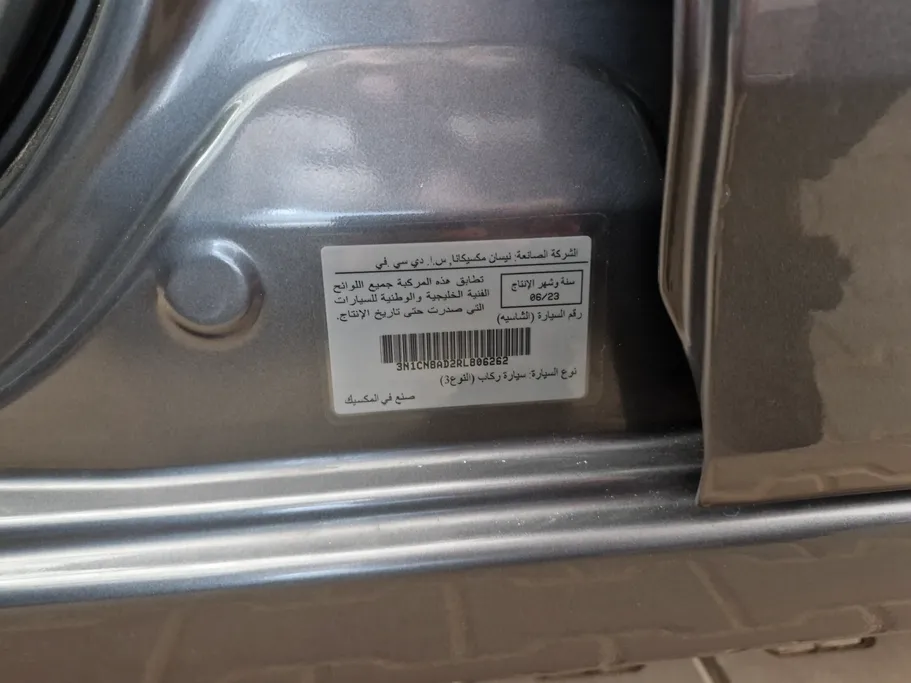 الشركة الصانعة: نيسان مكسيكانا, س.ا. دي سي. في
سنة وشهر الإنتاج
06/23
تطابق هذه المركبة جميع اللوائح
الفنية الخليجية والوطنية للسيارات
التي صدرت حتى تاريخ الإنتاج.
رقم السيارة (الشاسيه)
3N1CN8AD2RL806262
نوع السيارة: سيارة ركاب (النوع3)
صنع في المكسيك